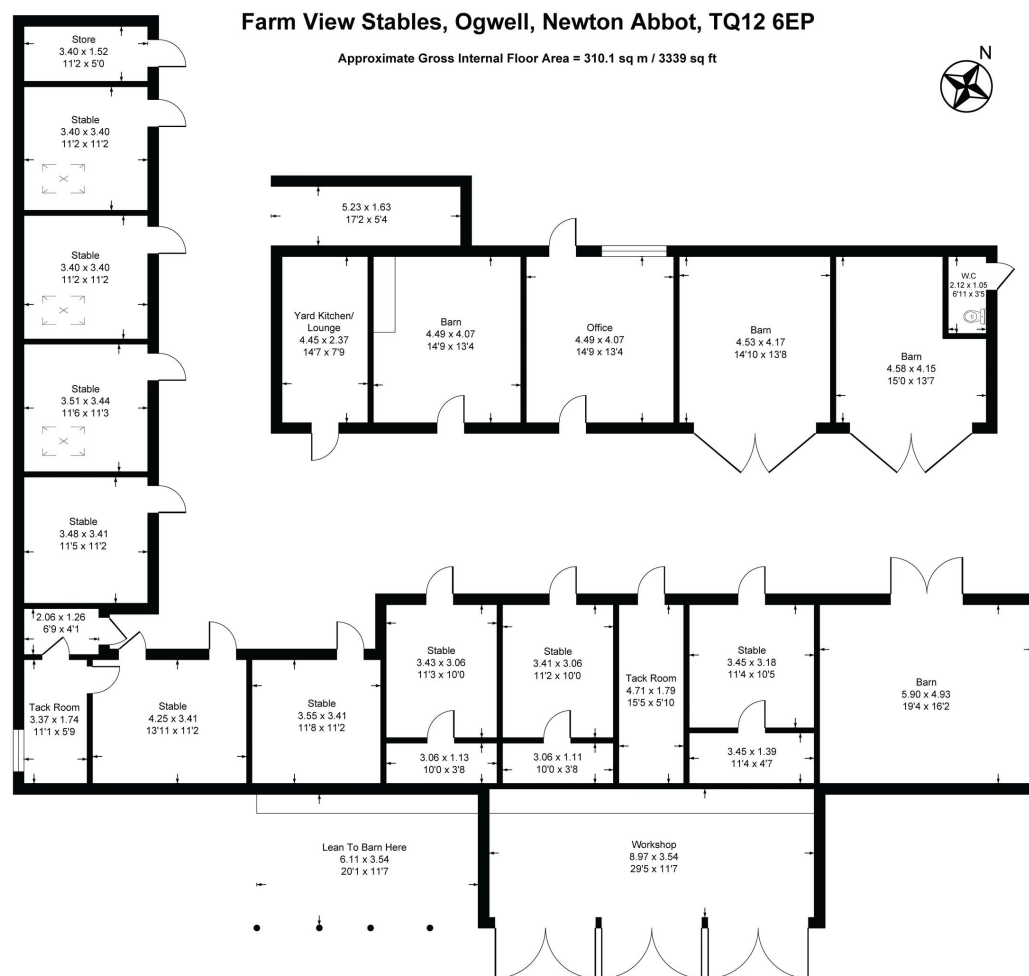 Farm View Stables, Ogwell, Newton Abbot, TQ12 6EP
Approximate Gross Internal Floor Area = 310.1 sq m / 3339 sq ft
N
Store
3.40 x 1.52
11'2 x 5'0
Stable
3.40 x 3.40
11'2 x 11'2
Stable
3.40 x 3.40
11'2 x 11'2
Stable
3.51 x 3.44
11'6 x 11'3
Stable
3.48 x 3.41
11'5 x 11'2
2.06 x 1.26
6'9 x 4'1
5.23 x 1.63
17'2 x 5'4
Yard Kitchen/
Lounge
4.45 x 2.37
14'7 x 7'9
Barn
4.49 x 4.07
14'9 x 13'4
Office
4.49 x 4.07
14'9 x 13'4
Barn
4.53 x 4.17
14'10 x 13'8
Barn
4.58 x 4.15
15'0 x 13'7
W.C
2.12 x 1.05
6'11 x 3'5
Tack Room
3.37 x 1.74
11'1 x 5'9
Stable
4.25 x 3.41
13'11 x 11'2
Stable
3.55 x 3.41
11'8 x 11'2
Stable
3.43 x 3.06
11'3 x 10'0
3.06 x 1.13
10'0 x 3'8
Stable
3.41 x 3.06
11'2 x 10'0
3.06 x 1.11
10'0 x 3'8
Tack Room
4.71 x 1.79
15'5 x 5'10
Stable
3.45 x 3.18
11'4 x 10'5
3.45 x 1.39
11'4 x 4'7
Barn
5.90 x 4.93
19'4 x 16'2
Lean To Barn Here
6.11 x 3.54
20'1 x 11'7
Workshop
8.97 x 3.54
29'5 x 11'7